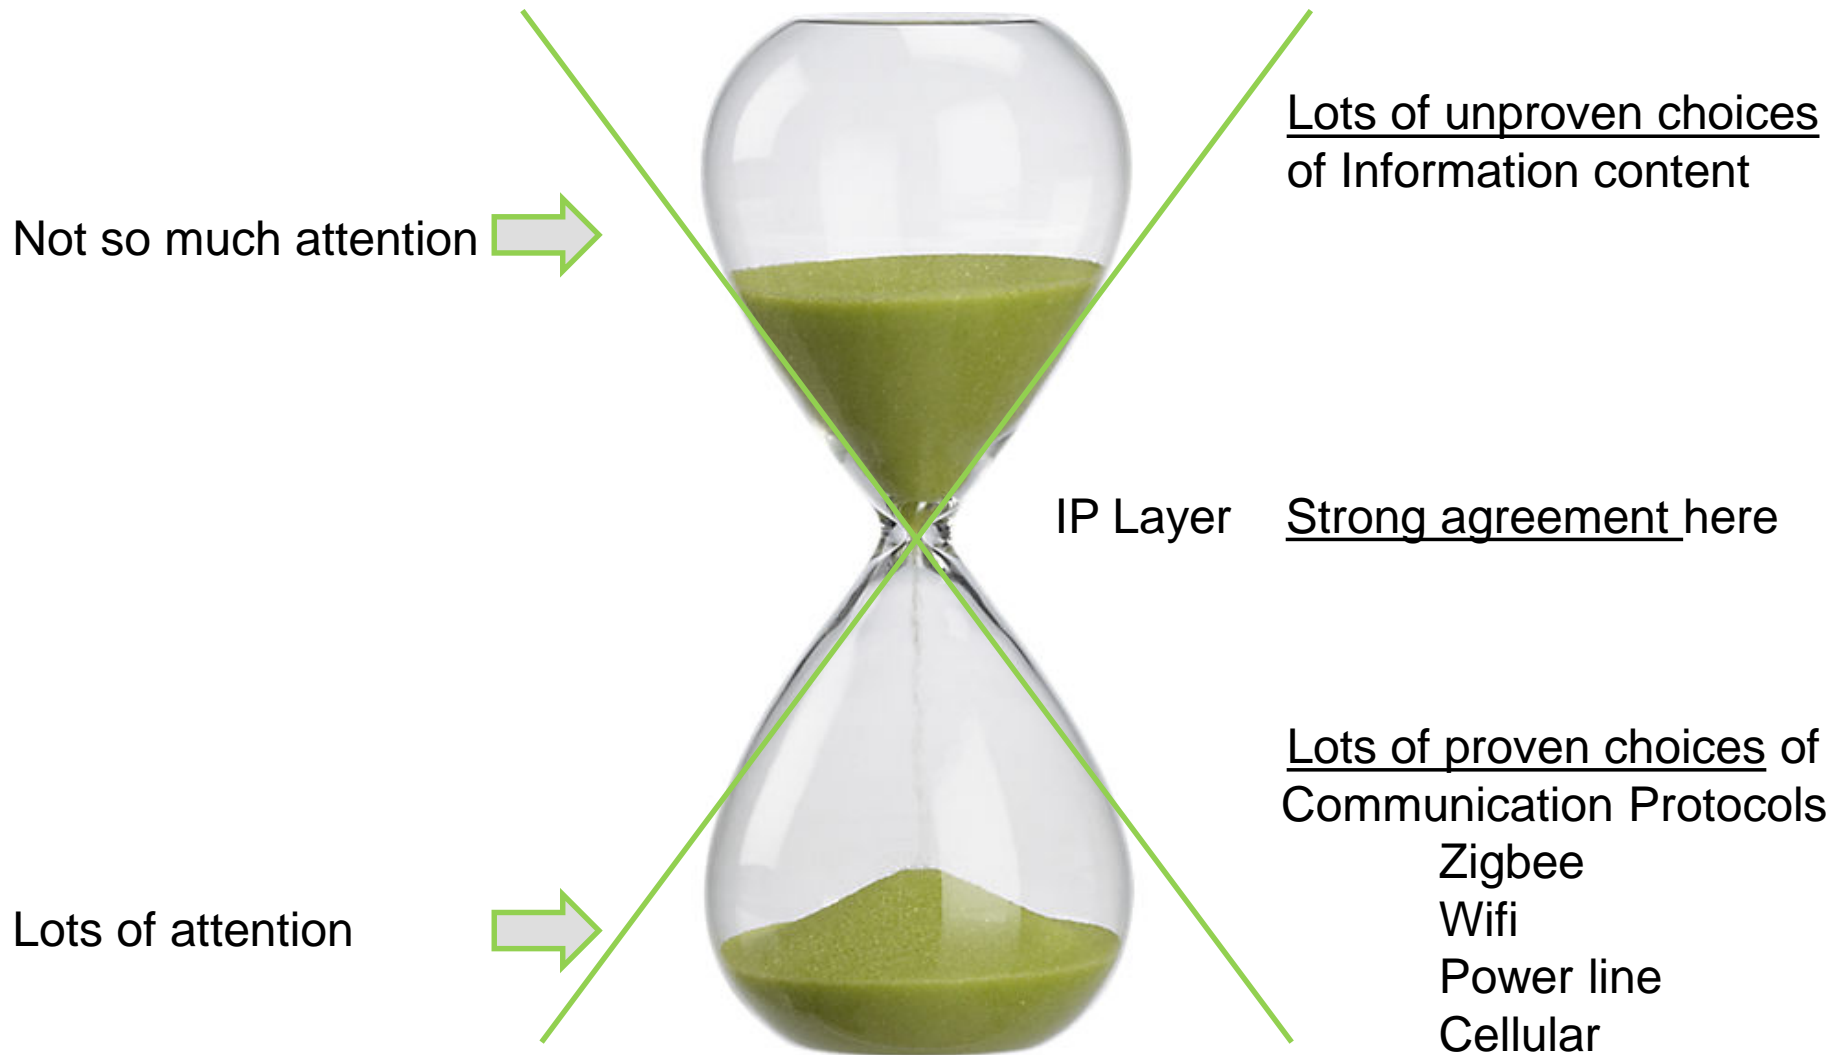 Lots of unproven choices
of Information content
Not so much attention
IP Layer
Strong agreement here
Lots of proven choices of
Communication Protocols
Zigbee
Wifi
Power line
Cellular
Lots of attention